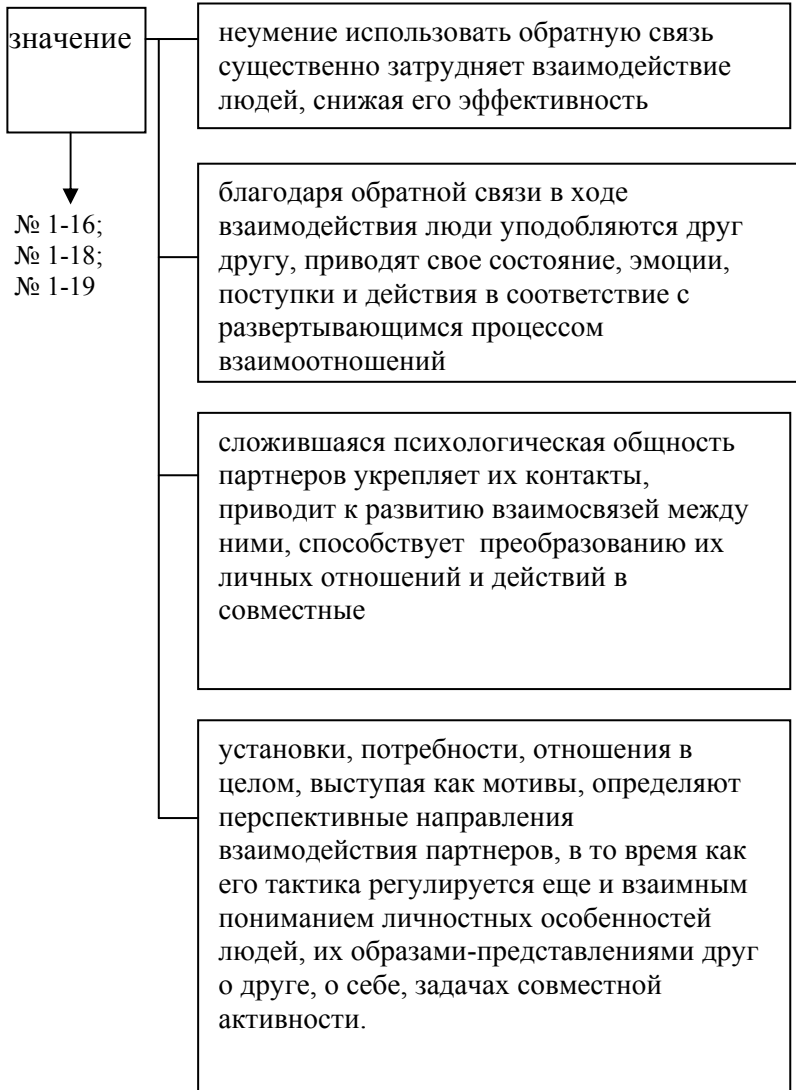 значение
№ 1-16;
№ 1-18;
№ 1-19
неумение использовать обратную связь
существенно затрудняет взаимодействие
людей, снижая его эффективность
благодаря обратной связи в ходе
взаимодействия люди уподобляются друг
другу, приводят свое состояние, эмоции,
поступки и действия в соответствие с
развертывающимся процессом
взаимоотношений
сложившаяся психологическая общность
партнеров укрепляет их контакты,
приводит к развитию взаимосвязей между
ними, способствует преобразованию их
личных отношений и действий в
совместные
установки, потребности, отношения в
целом, выступая как мотивы, определяют
перспективные направления
взаимодействия партнеров, в то время как
его тактика регулируется еще и взаимным
пониманием личностных особенностей
людей, их образами-представлениями друг
о друге, о себе, задачах совместной
активности.